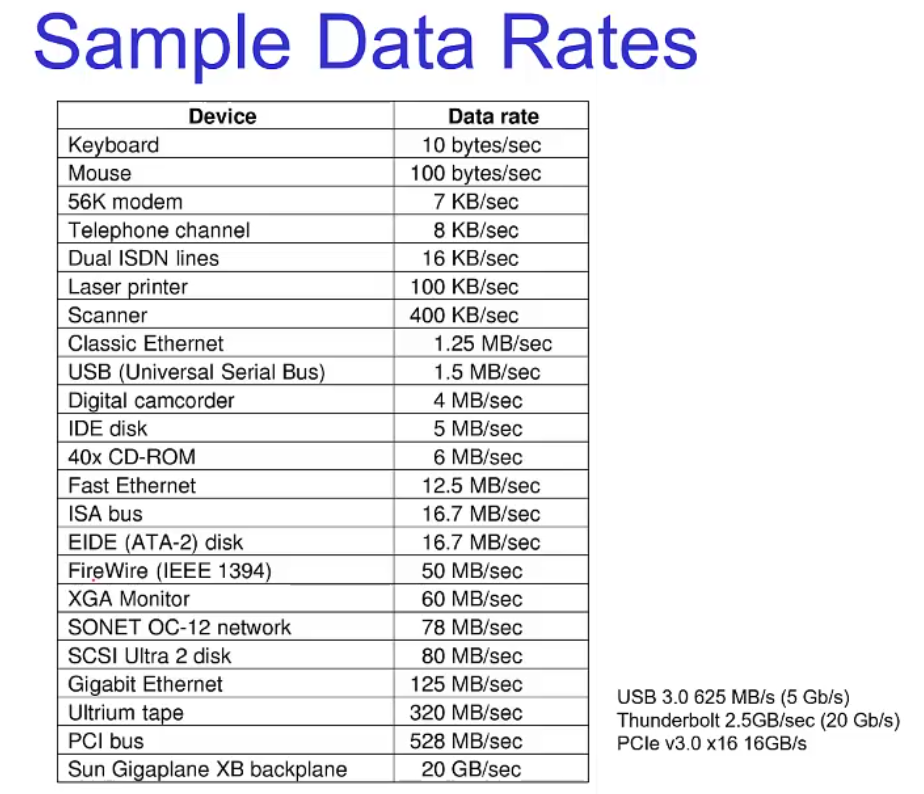 Sample Data Rates
Device Data rate
Keyboard 10 bytes/sec
Mouse 100 bytes/sec
56K modem 7 KB/sec
Telephone channel 8 KB/sec
Dual ISDN lines 16 KB/sec
Laser printer 100 KB/sec
Scanner 400 KB/sec
Classic Ethernet 1.25 MB/sec
USB (Universal Serial Bus) 1.5 MB/sec
Digital camcorder 4 MB/sec
IDE disk 5 MB/sec
40x CD-ROM 6 MB/sec
Fast Ethernet 12.5 MB/sec
ISA bus 16.7 MB/sec
EIDE (ATA-2) disk 16.7 MB/sec
FireWire (IEEE 1394) 50 MB/sec
XGA Monitor 60 MB/sec
SONET OC-12 network 78 MB/sec
SCSI Ultra 2 disk 80 MB/sec
Gigabit Ethernet 125 MB/sec
Ultrium tape 320 MB/sec
PCI bus 528 MB/sec
Sun Gigaplane XB backplane 20 GB/sec
USB 3.0 625 MB/s (5 Gb/s)
Thunderbolt 2.5GB/sec (20 Gb/s)
PCIe v3.0 x16 16GB/s